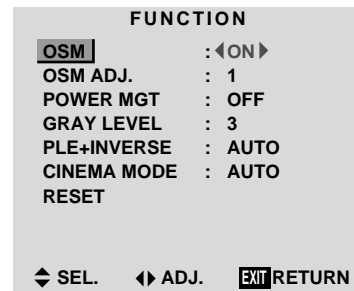 FUNCTION
OSM : ◀ON▶
OSM ADJ. : 1
POWER MGT : OFF
GRAY LEVEL : 3
PLE+INVERSE : AUTO
CINEMA MODE : AUTO
RESET
SEL. ADJ. EXIT RETURN